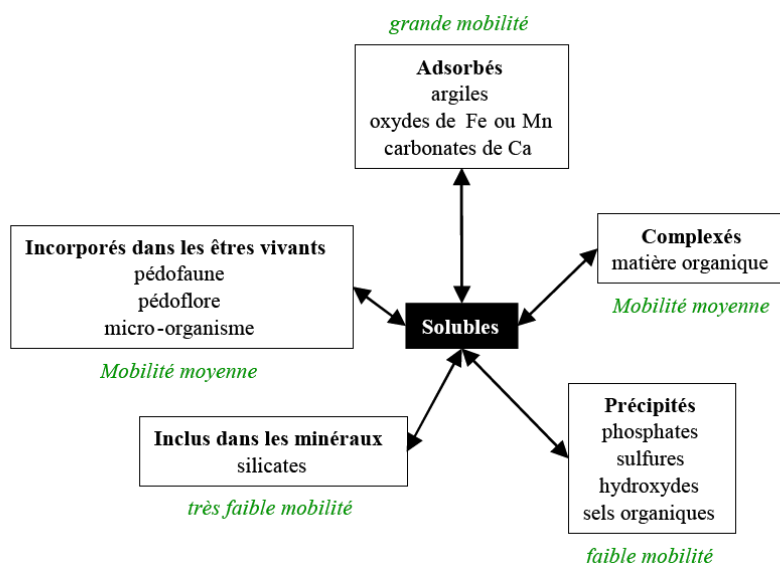 grande mobilité
Adsorbés
argiles
oxydes de Fe ou Mn
carbonates de Ca
Incorporés dans les êtres vivants
pédofaune
pédoflore
micro-organisme
Mobilité moyenne
Complexés
matière organique
Mobilité moyenne
Solubles
Inclus dans les minéraux
silicates
très faible mobilité
Précipités
phosphates
sulfures
hydroxydes
sels organiques
faible mobilité